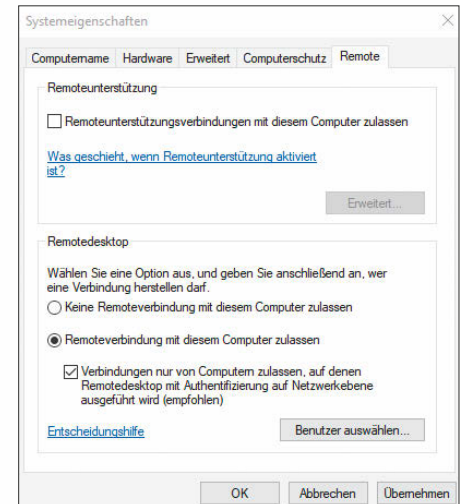 Systemeigenschaften
Computername Hardware Erweitert Computerschutz Remote
Remoteunterstützung
Remoteunterstützungsverbindungen mit diesem Computer zulassen
Was geschieht, wenn Remoteunterstützung aktiviert
ist?
Erweitert...
Remotedesktop
Wählen Sie eine Option aus, und geben Sie anschließend an, wer
eine Verbindung herstellen darf.
Keine Remoteverbindung mit diesem Computer zulassen
Remoteverbindung mit diesem Computer zulassen
Verbindungen nur von Computern zulassen, auf denen
Remotedesktop mit Authentifizierung auf Netzwerkebene
ausgeführt wird (empfohlen)
Entscheidungshilfe Benutzer auswählen...
OK Abbrechen Übernehmen